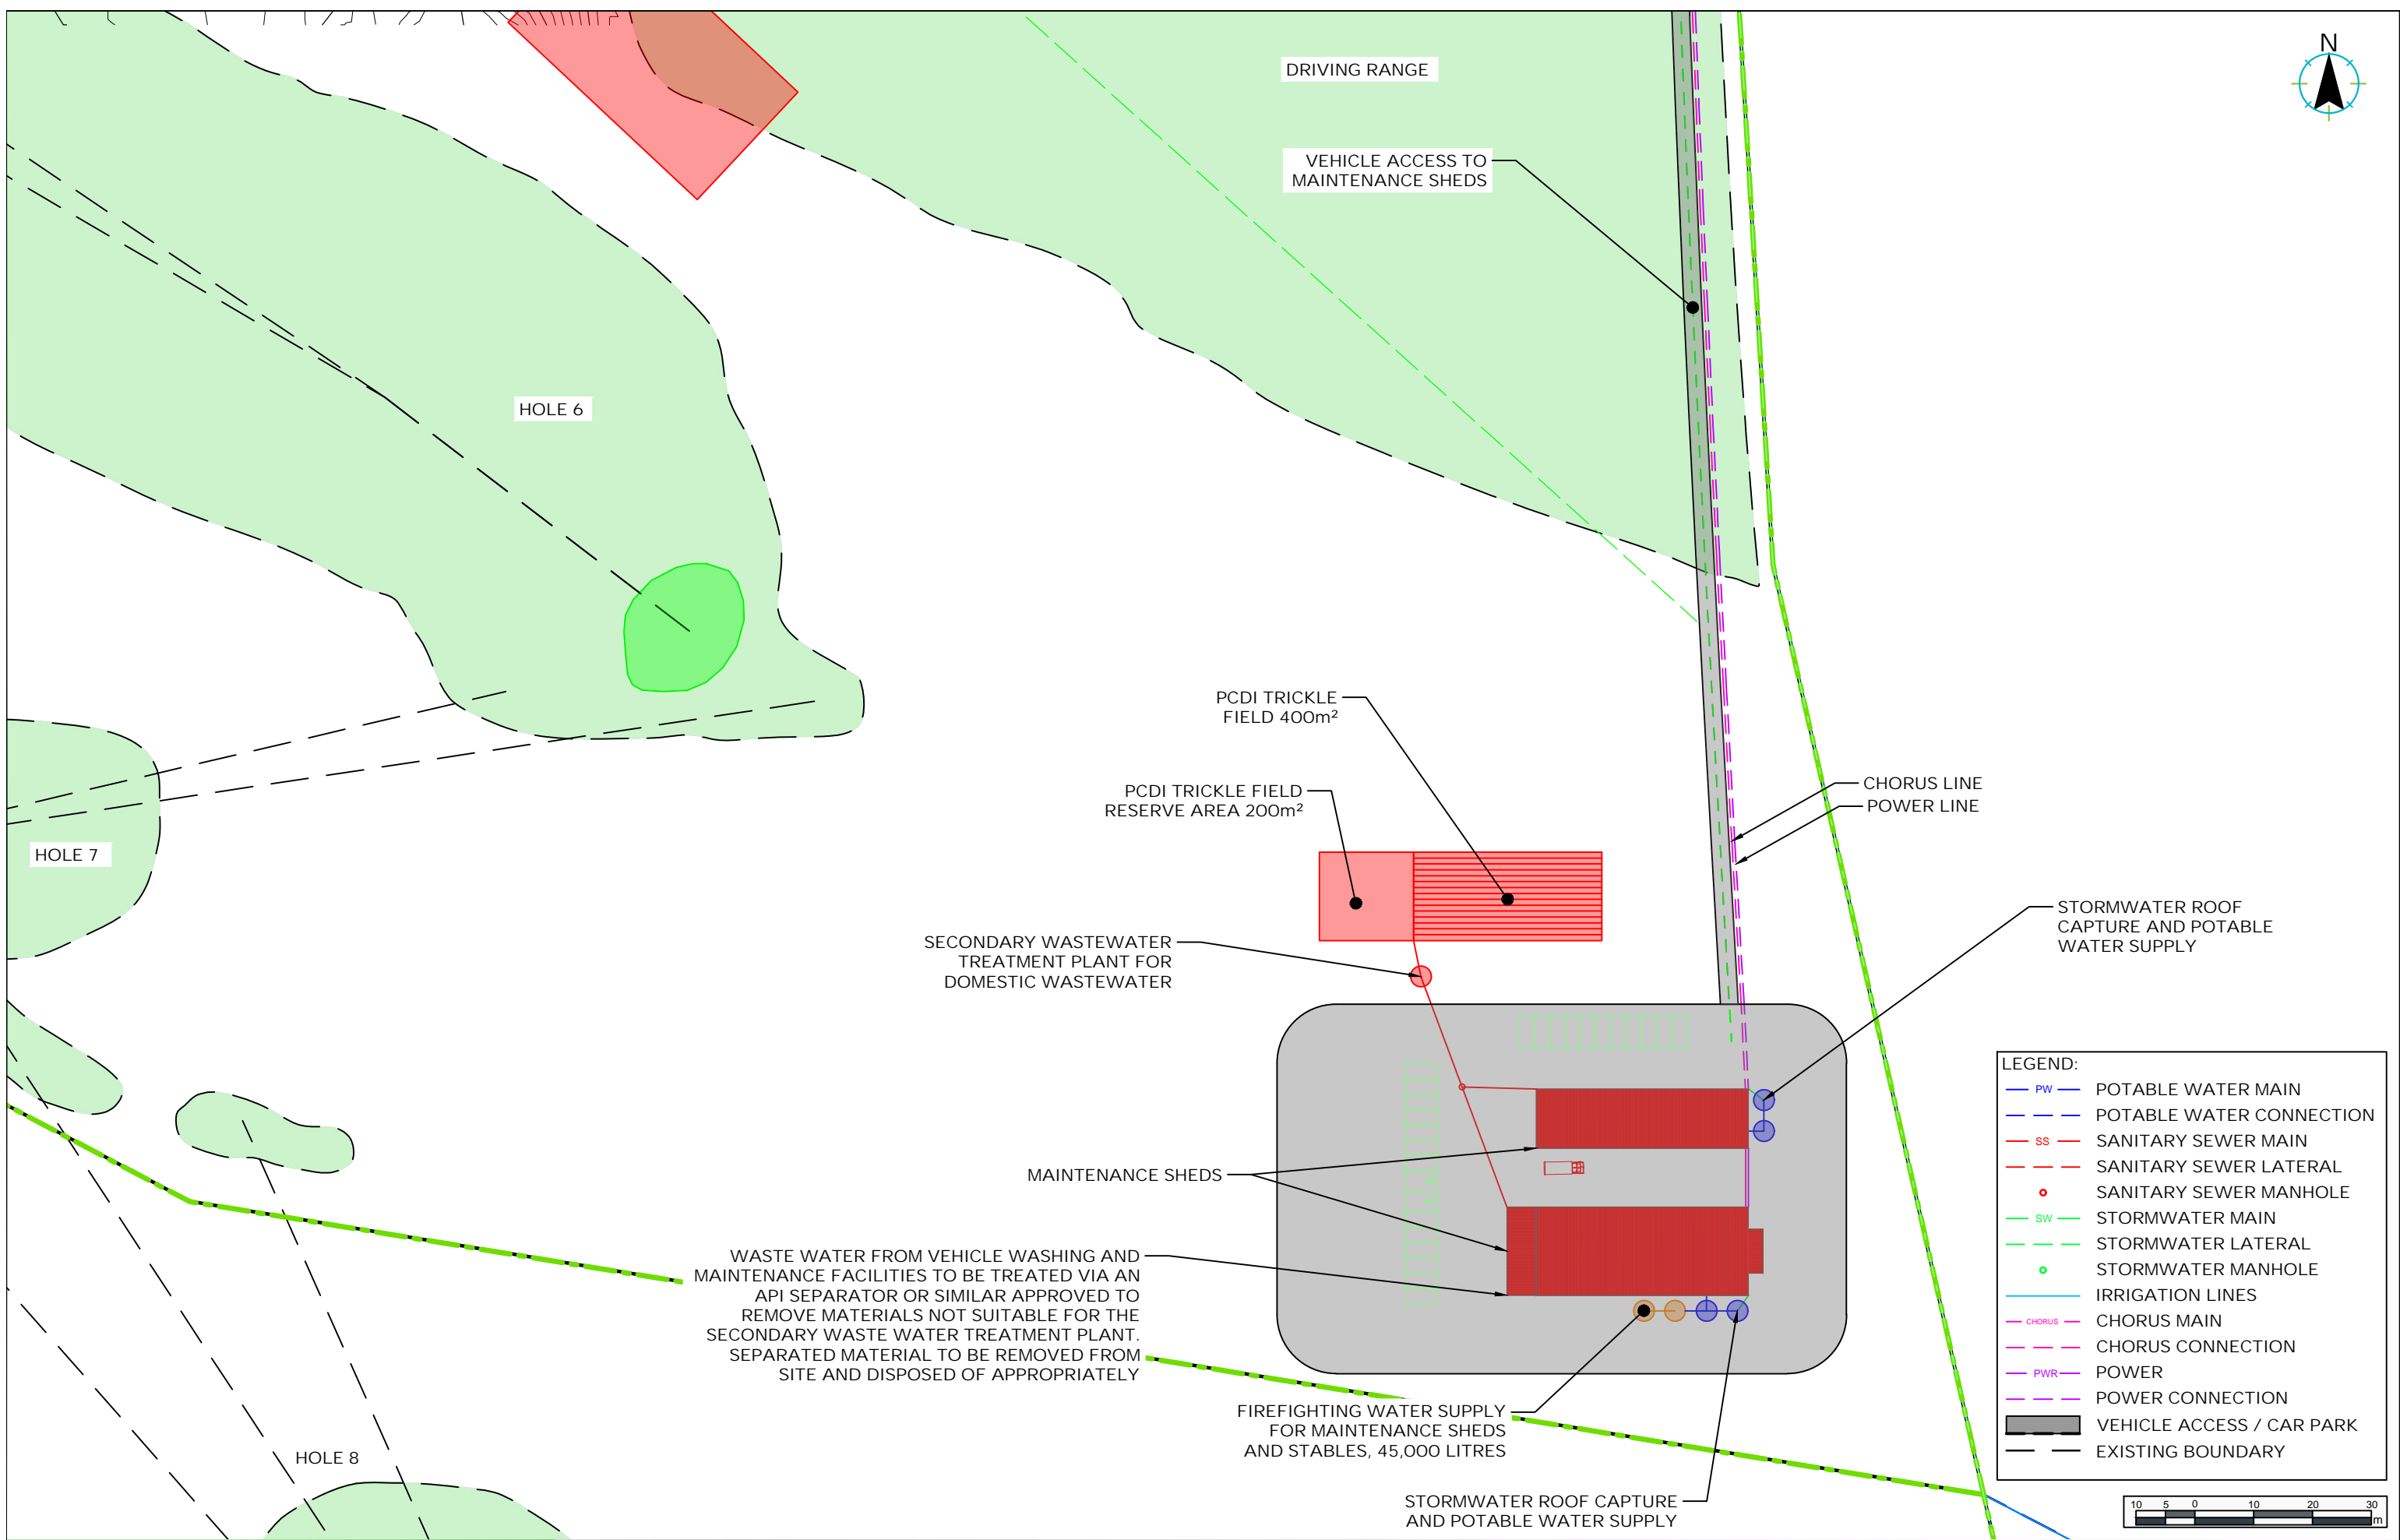 N
DRIVING RANGE
VEHICLE ACCESS TO
MAINTENANCE SHEDS
HOLE 6
PCDI TRICKLE
FIELD 400m²
PCDI TRICKLE FIELD
RESERVE AREA 200m²
CHORUS LINE
POWER LINE
HOLE 7
SECONDARY WASTEWATER
TREATMENT PLANT FOR
DOMESTIC WASTEWATER
STORMWATER ROOF
CAPTURE AND POTABLE
WATER SUPPLY
MAINTENANCE SHEDS
WASTE WATER FROM VEHICLE WASHING AND
MAINTENANCE FACILITIES TO BE TREATED VIA AN
API SEPARATOR OR SIMILAR APPROVED TO
REMOVE MATERIALS NOT SUITABLE FOR THE
SECONDARY WASTE WATER TREATMENT PLANT.
SEPARATED MATERIAL TO BE REMOVED FROM
SITE AND DISPOSED OF APPROPRIATELY
FIREFIGHTING WATER SUPPLY
FOR MAINTENANCE SHEDS
AND STABLES, 45,000 LITRES
HOLE 8
STORMWATER ROOF CAPTURE
AND POTABLE WATER SUPPLY
LEGEND:
PW POTABLE WATER MAIN
POTABLE WATER CONNECTION
SS SANITARY SEWER MAIN
SANITARY SEWER LATERAL
SANITARY SEWER MANHOLE
SW STORMWATER MAIN
STORMWATER LATERAL
STORMWATER MANHOLE
IRRIGATION LINES
CHORUS CHORUS MAIN
CHORUS CONNECTION
PWR POWER
POWER CONNECTION
VEHICLE ACCESS / CAR PARK
EXISTING BOUNDARY
10 5 0 10 20 30
m